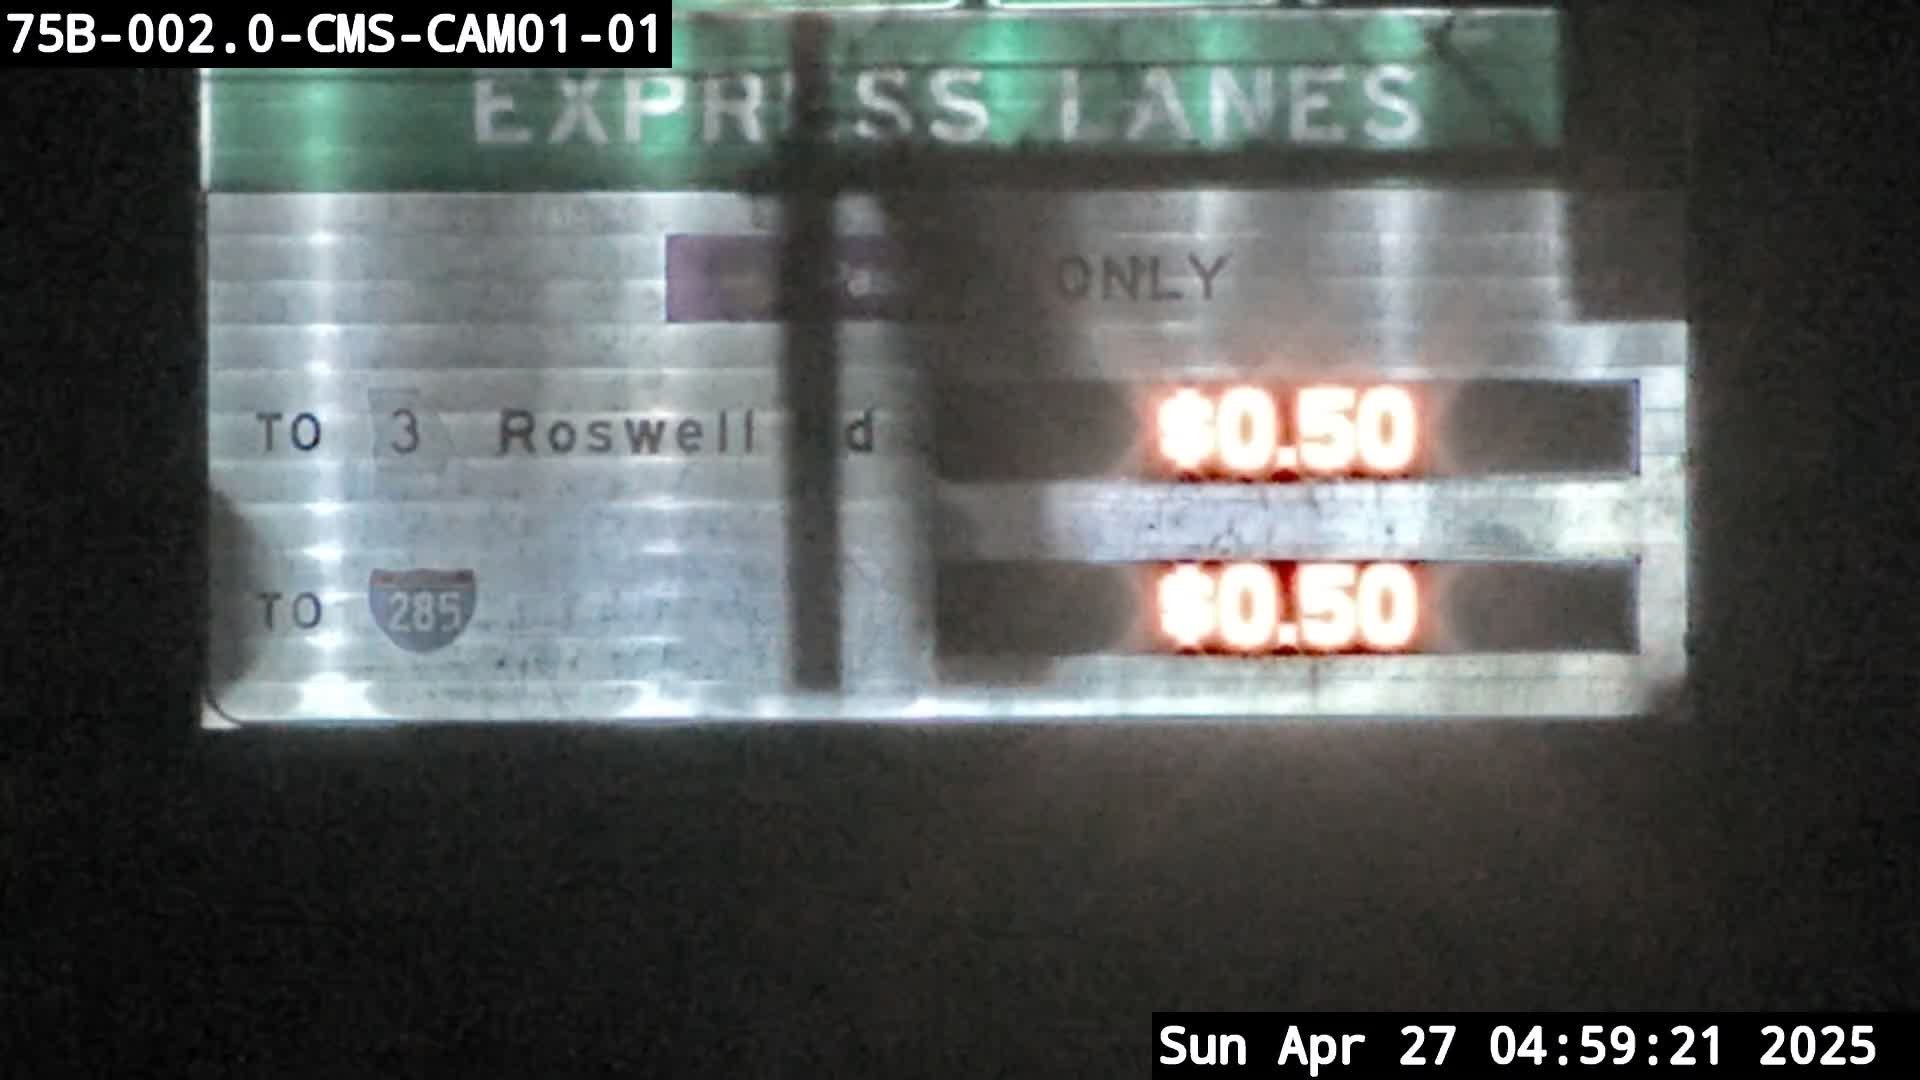 75B-002.0-CMS-CAM01-01
EXPRESS LANES
ONLY
TO 3 Roswell $0.50
TO 285 $0.50
Sun Apr 27 04:59:21 2025